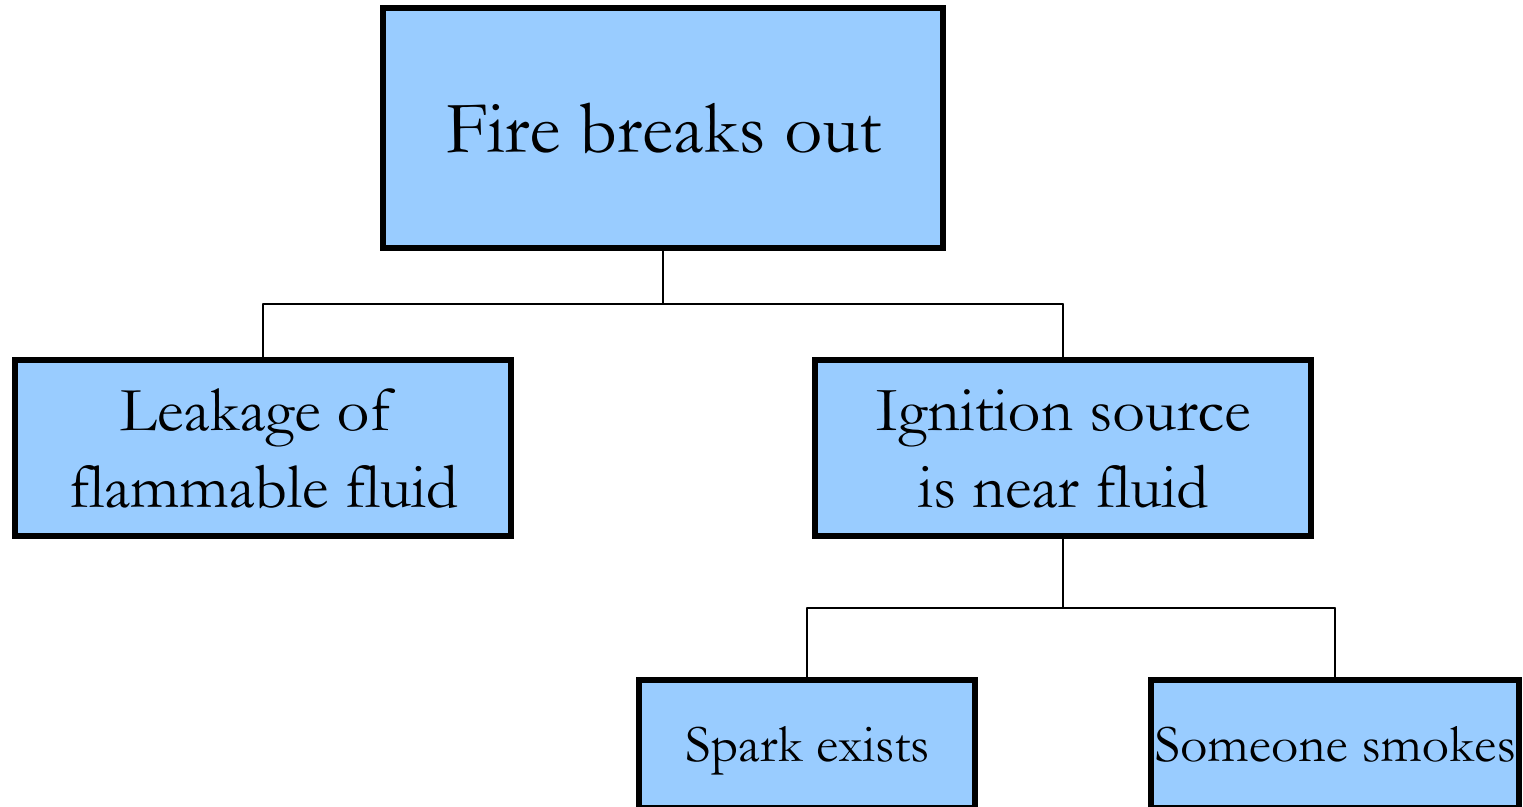 Fire breaks out
Leakage of
flammable fluid
Ignition source
is near fluid
Spark exists
Someone smokes